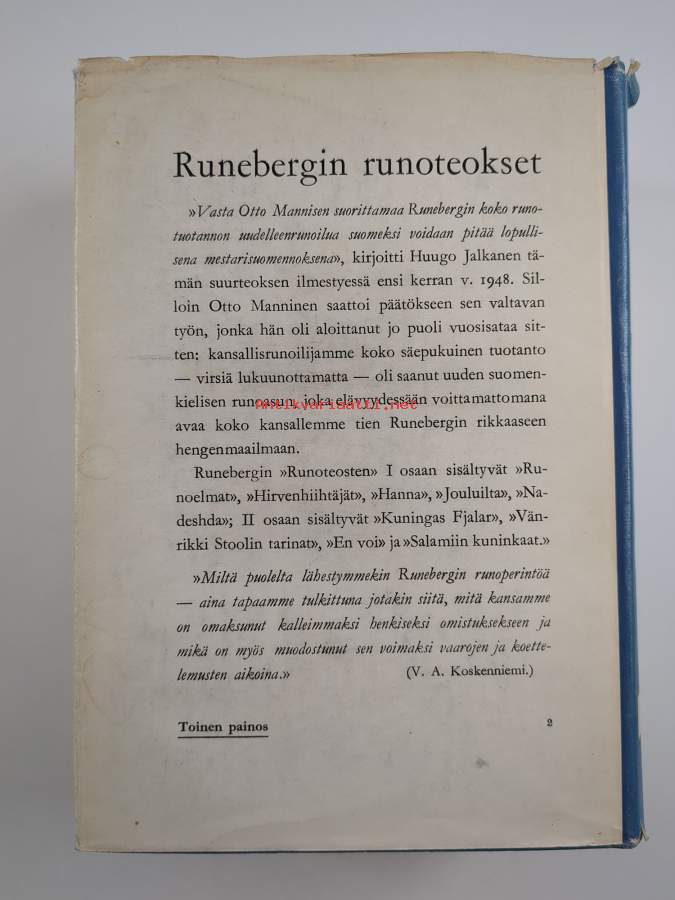 Runebergin runoteokset
»Vasta Otto Mannisen suorittamaa Runebergin koko runo-
tuotannon uudelleenrunoilua suomeksi voidaan pitää lopulli-
sena mestarisuomennoksena», kirjoitti Huugo Jalkanen tä-
män suurteoksen ilmestyessä ensi kerran v. 1948. Sil-
loin Otto Manninen saattoi päätökseen sen valtavan
työn, jonka hän oli aloittanut jo puoli vuosisataa sit-
ten: kansallisrunoilijamme koko säepukuinen tuotanto
— virsiä lukuunottamatta — oli saanut uuden suomen-
kielisen runoasun, joka elävyydessään voittamattomana
Antikvariaatti.net
avaa koko kansallemme tien Runebergin rikkaaseen
hengenmaailmaan.
Runebergin »Runoteosten» I osaan sisältyvät »Ru-
noelmat», »Hirvenhiihtäjät», »Hanna», »Jouluilta», »Na-
deshda»; II osaan sisältyvät »Kuningas Fjalar», »Vän-
rikki Stoolin tarinat», »En voi» ja »Salamiin kuninkaat.»
»Miltä puolelta lähestymmekin Runebergin runoperintöä
— aina tapaamme tulkittuna jotakin siitä, mitä kansamme
on omaksunut kalleimmaksi henkiseksi omistuksekseen ja
mikä on myös muodostunut sen voimaksi vaarojen ja koette-
lemusten aikoina.» (V. A. Koskenniemi.)
Toinen painos 2